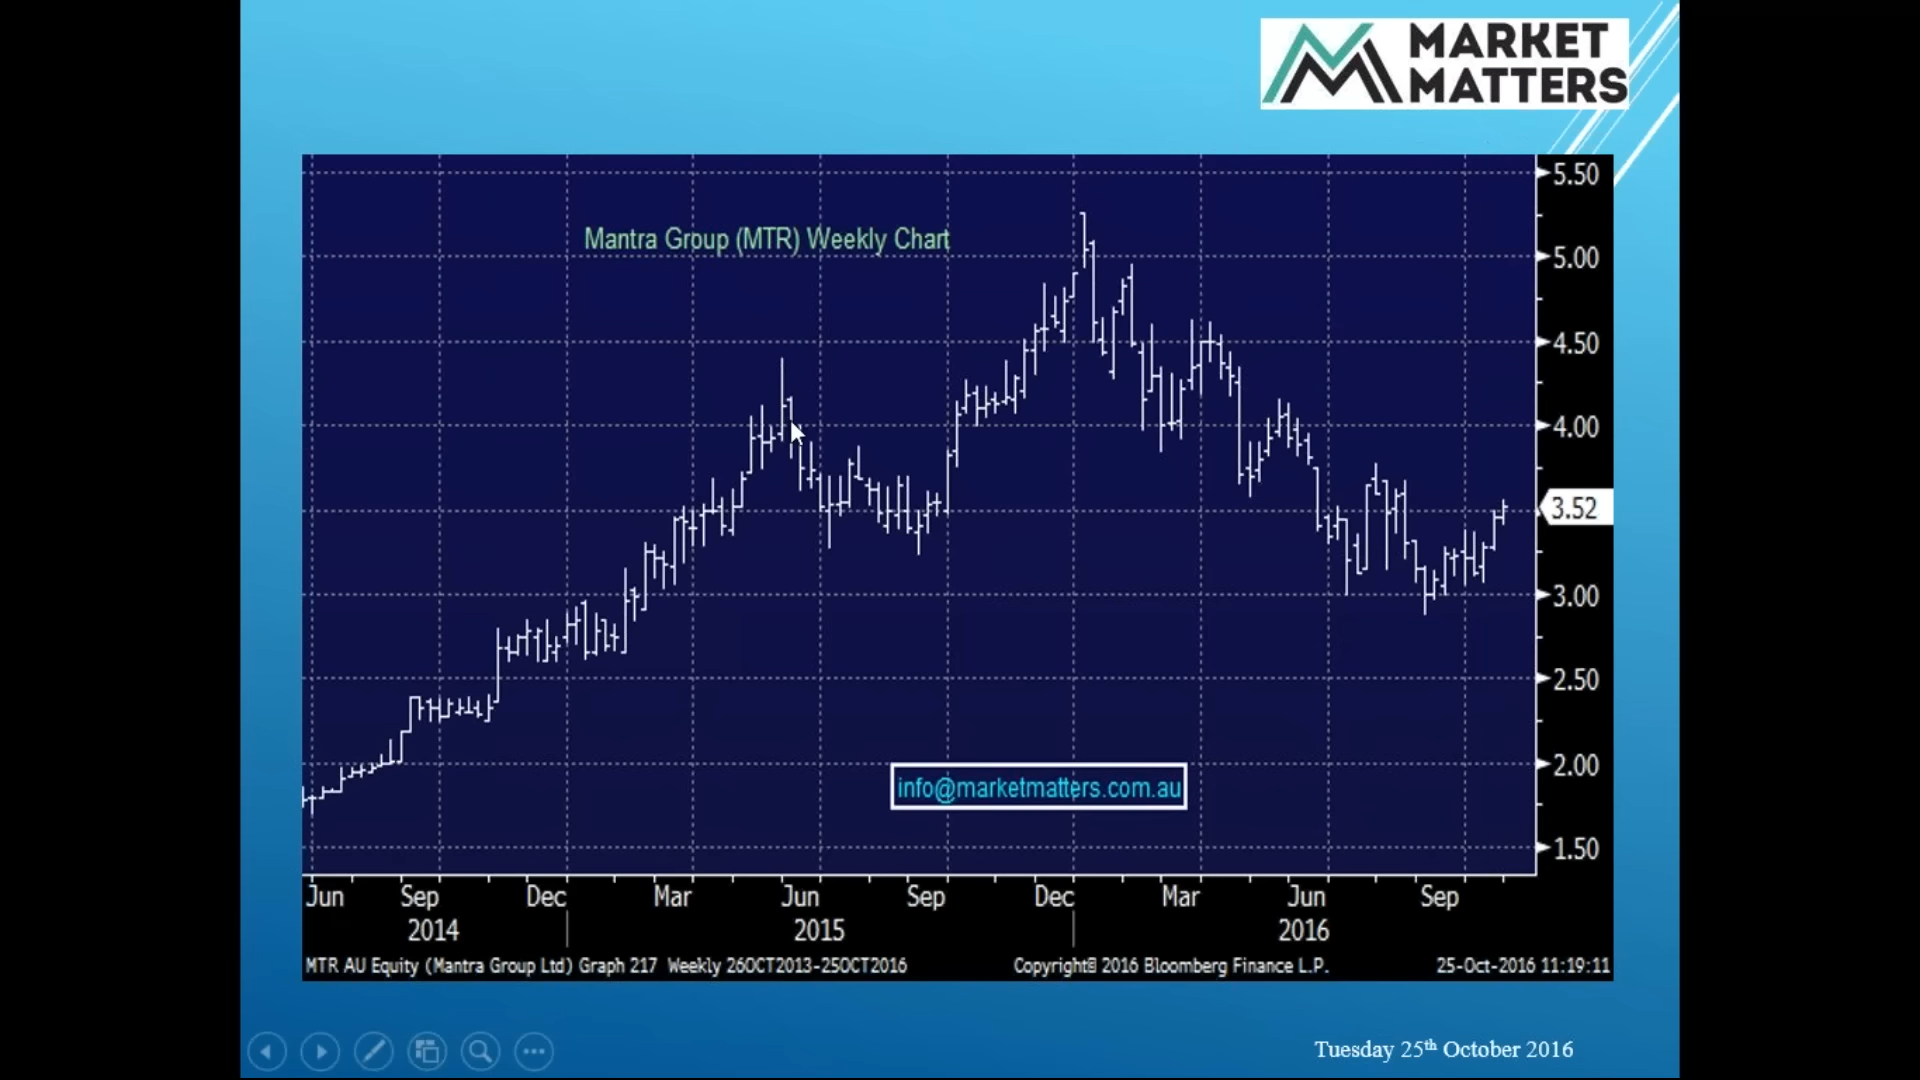 MARKET
MATTERS
Mantra Group (MTR) Weekly Chart
5.50
5.00
4.50
4.00
3.52
3.00
2.50
2.00
1.50
info@marketmatters.com.au
Jun Sep Dec Mar Jun Sep Dec Mar Jun Sep
2014 2015 2016
MTR AU Equity (Mantra Group Ltd) Graph 217 Weekly 26OCT2013-25OCT2016 Copyright© 2016 Bloomberg Finance L.P. 25-Oct-2016 11:19:11
Tuesday 25th October 2016